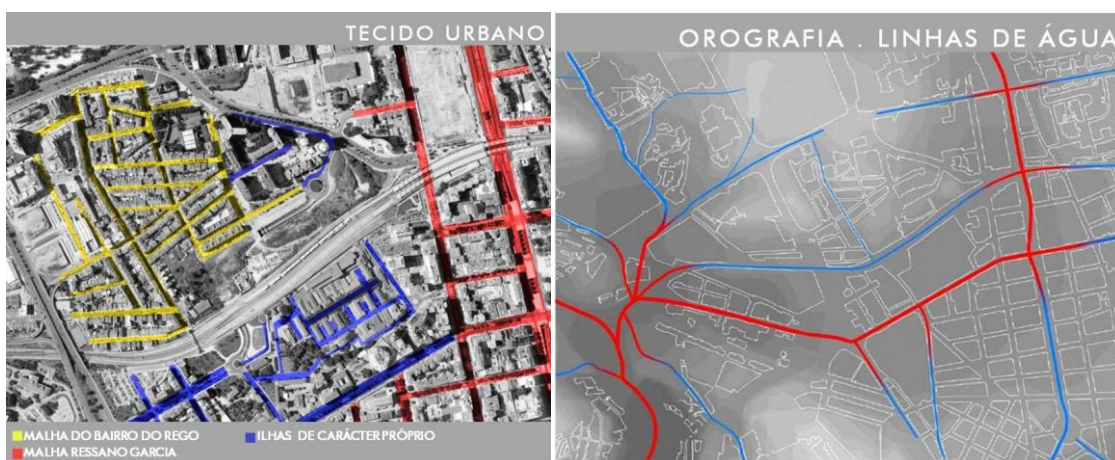 TECIDO URBANO
MALHA DO BAIRRO DO REGO
ILHAS DE CARÁCTER PRÓPRIO
MALHA RESSANO GARCIA
OROGRAFIA . LINHAS DE ÁGUA